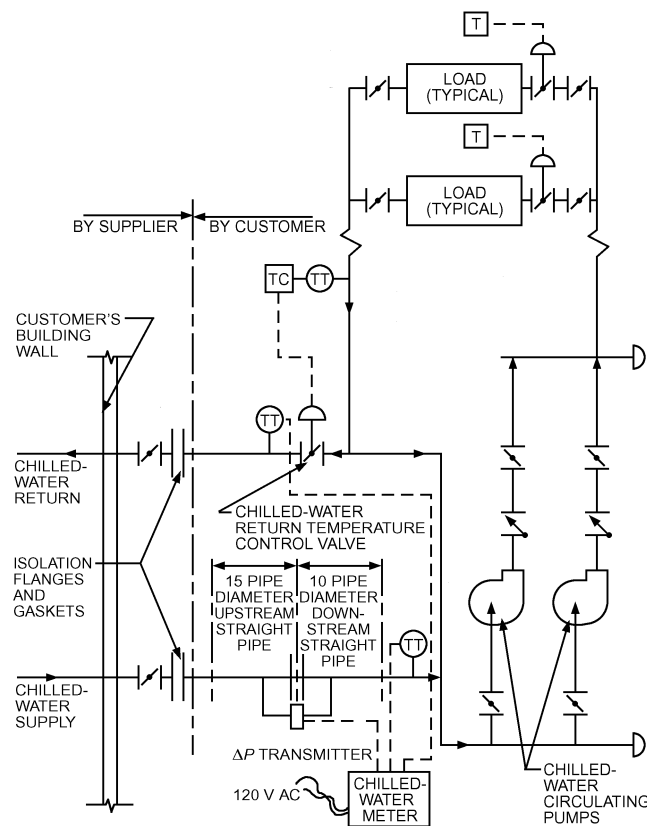 T
LOAD
(TYPICAL)
T
LOAD
(TYPICAL)
BY SUPPLIER
BY CUSTOMER
TC
TT
CUSTOMER'S
BUILDING
WALL
TT
CHILLED-
WATER
RETURN
CHILLED-WATER
RETURN TEMPERATURE
CONTROL VALVE
ISOLATION
FLANGES
AND
GASKETS
15 PIPE
DIAMETER
UPSTREAM
STRAIGHT
PIPE
10 PIPE
DIAMETER
DOWN-
STREAM
STRAIGHT
PIPE
TT
CHILLED-
WATER
SUPPLY
ΔP TRANSMITTER
120 V AC
CHILLED-
WATER
METER
CHILLED-
WATER
CIRCULATING
PUMPS